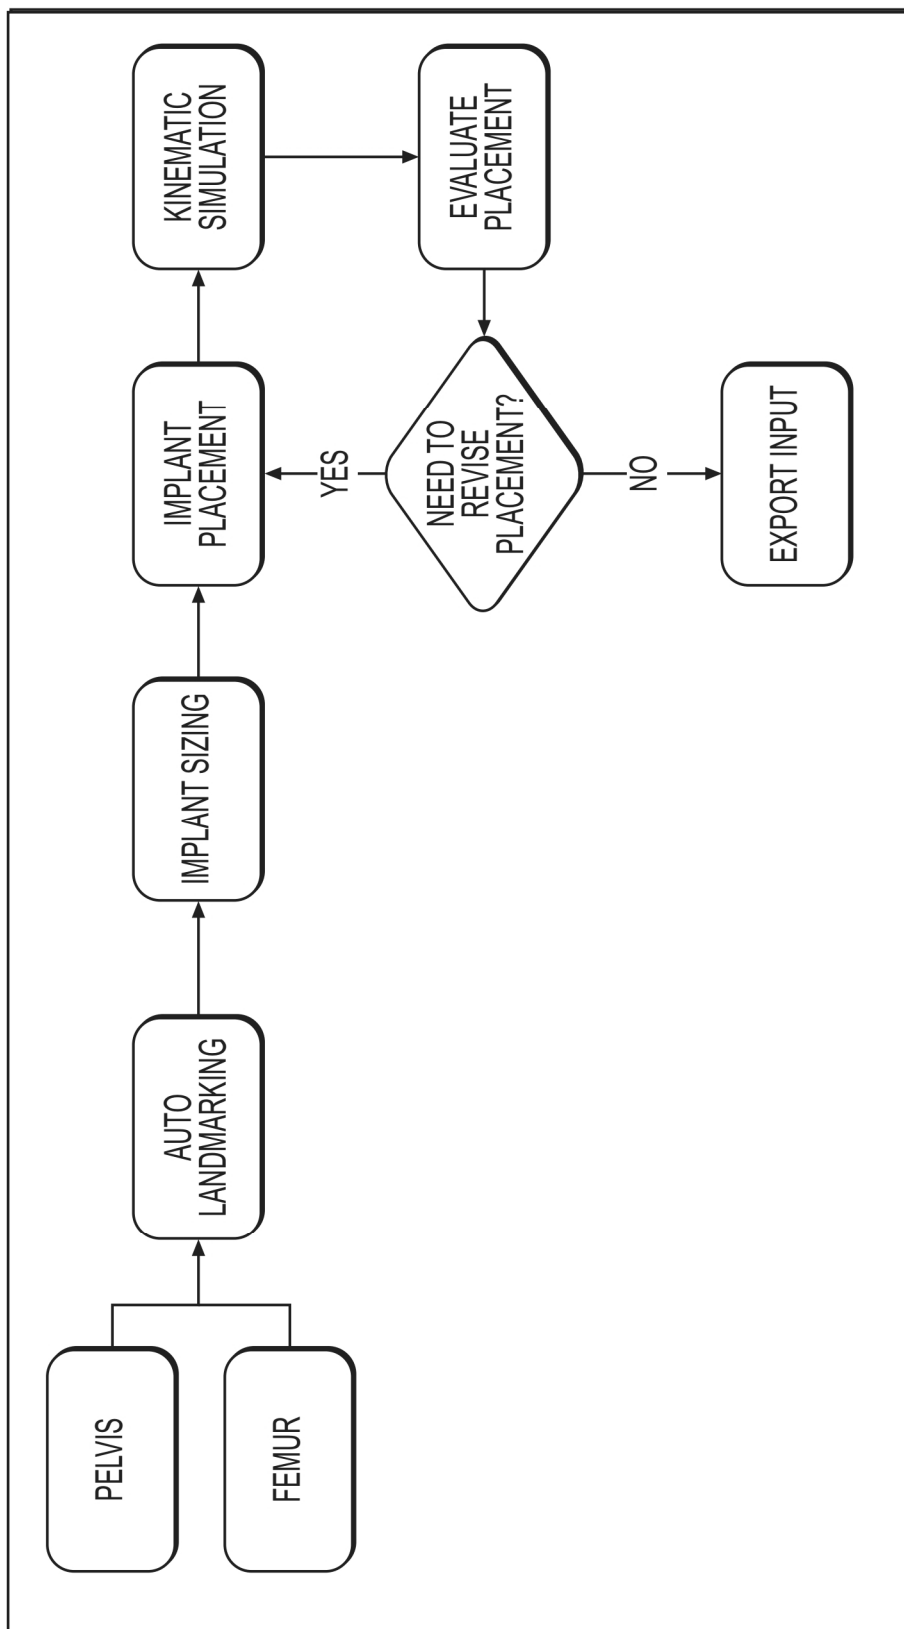 PELVIS
FEMUR
AUTO
LANDMARKING
IMPLANT SIZING
IMPLANT
PLACEMENT
KINEMATIC
SIMULATION
EVALUATE
PLACEMENT
NEED TO
REVISE
PLACEMENT?
YES
NO
EXPORT INPUT